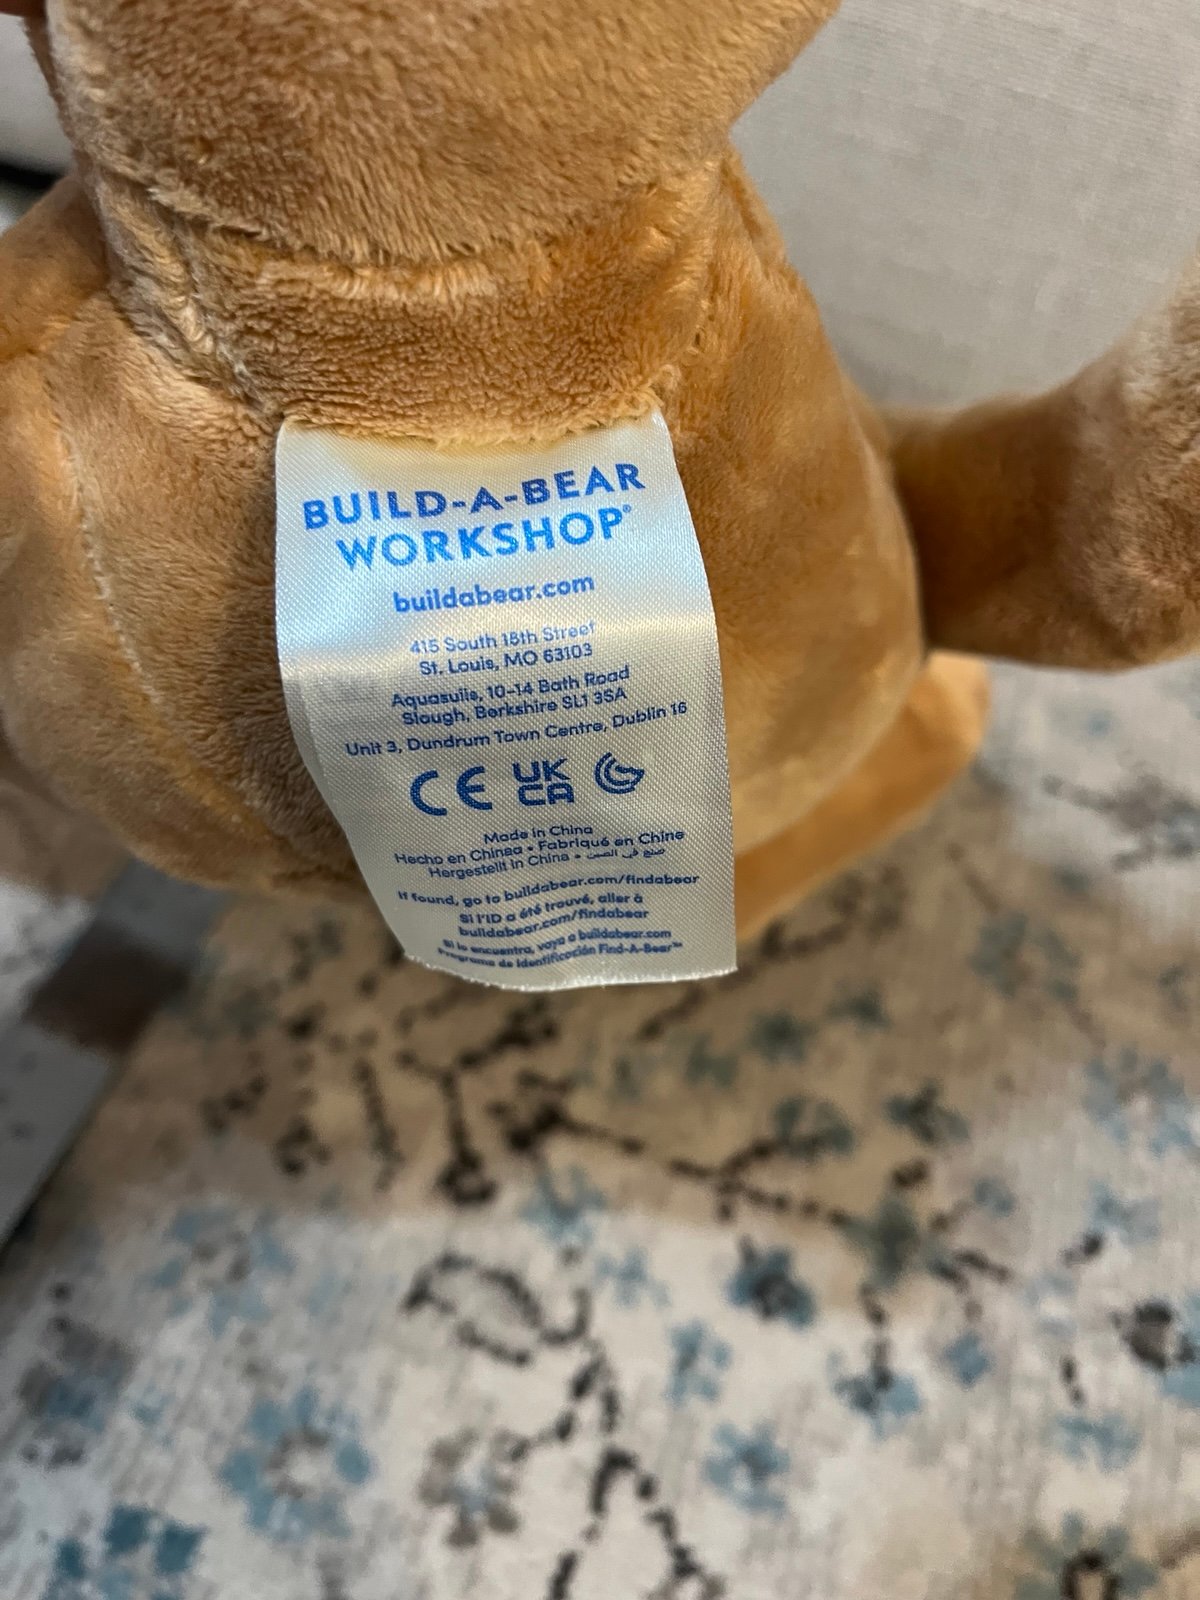 BUILD-A-BEAR
WORKSHOP®
buildabear.com
415 South 18th Street
St. Louis, MO 63103
Aquasulis, 10-14 Bath Road
Slough, Berkshire SL1 3SA
Unit 3, Dundrum Town Centre, Dublin 16
CE UK
CA
Made in China
Hecho en Chinaa • Fabriqué en Chine
Hergestellt in China • صنع في الصين
If found, go to buildabear.com/findabear
Si l'ID a été trouvé, aller à
buildabear.com/findabear
Si lo encuentra, vaya a buildabear.com
Programa de Identificación Find-A-Bear™